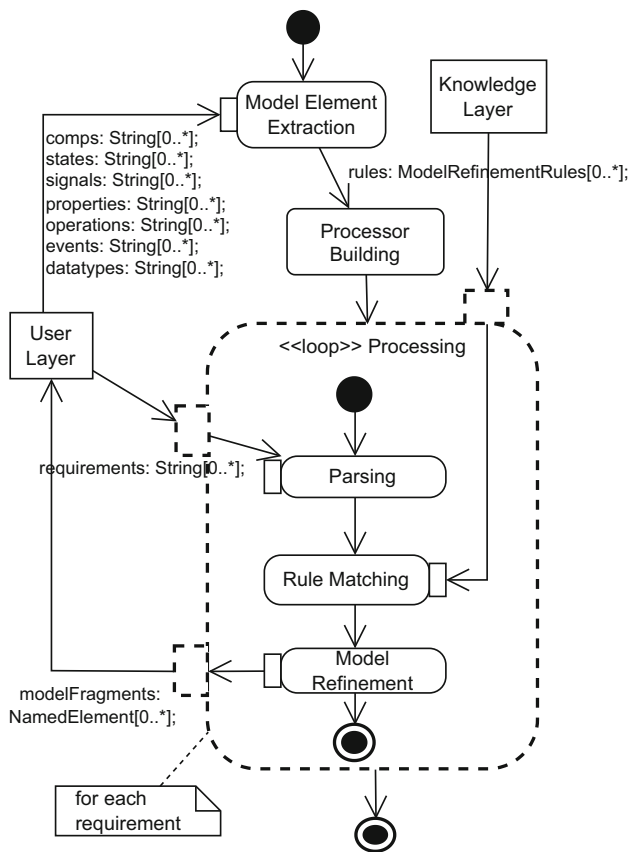 Model Element
Extraction
Knowledge
Layer
comps: String[0..*];
states: String[0..*];
signals: String[0..*];
properties: String[0..*];
operations: String[0..*];
events: String[0..*];
datatypes: String[0..*];
rules: ModelRefinementRules[0..*];
Processor
Building
User
Layer
<<loop>> Processing
requirements: String[0..*];
Parsing
Rule Matching
Model
Refinement
modelFragments:
NamedElement[0..*];
for each
requirement